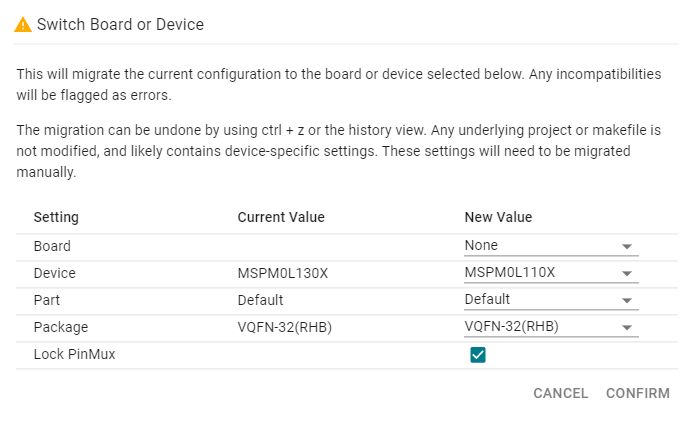 Switch Board or Device
This will migrate the current configuration to the board or device selected below. Any incompatibilities
will be flagged as errors.
The migration can be undone by using ctrl + z or the history view. Any underlying project or makefile is
not modified, and likely contains device-specific settings. These settings will need to be migrated
manually.
Setting Current Value New Value
Board None
Device MSPM0L130X MSPM0L110X
Part Default Default
Package VQFN-32(RHB) VQFN-32(RHB)
Lock PinMux
CANCEL CONFIRM